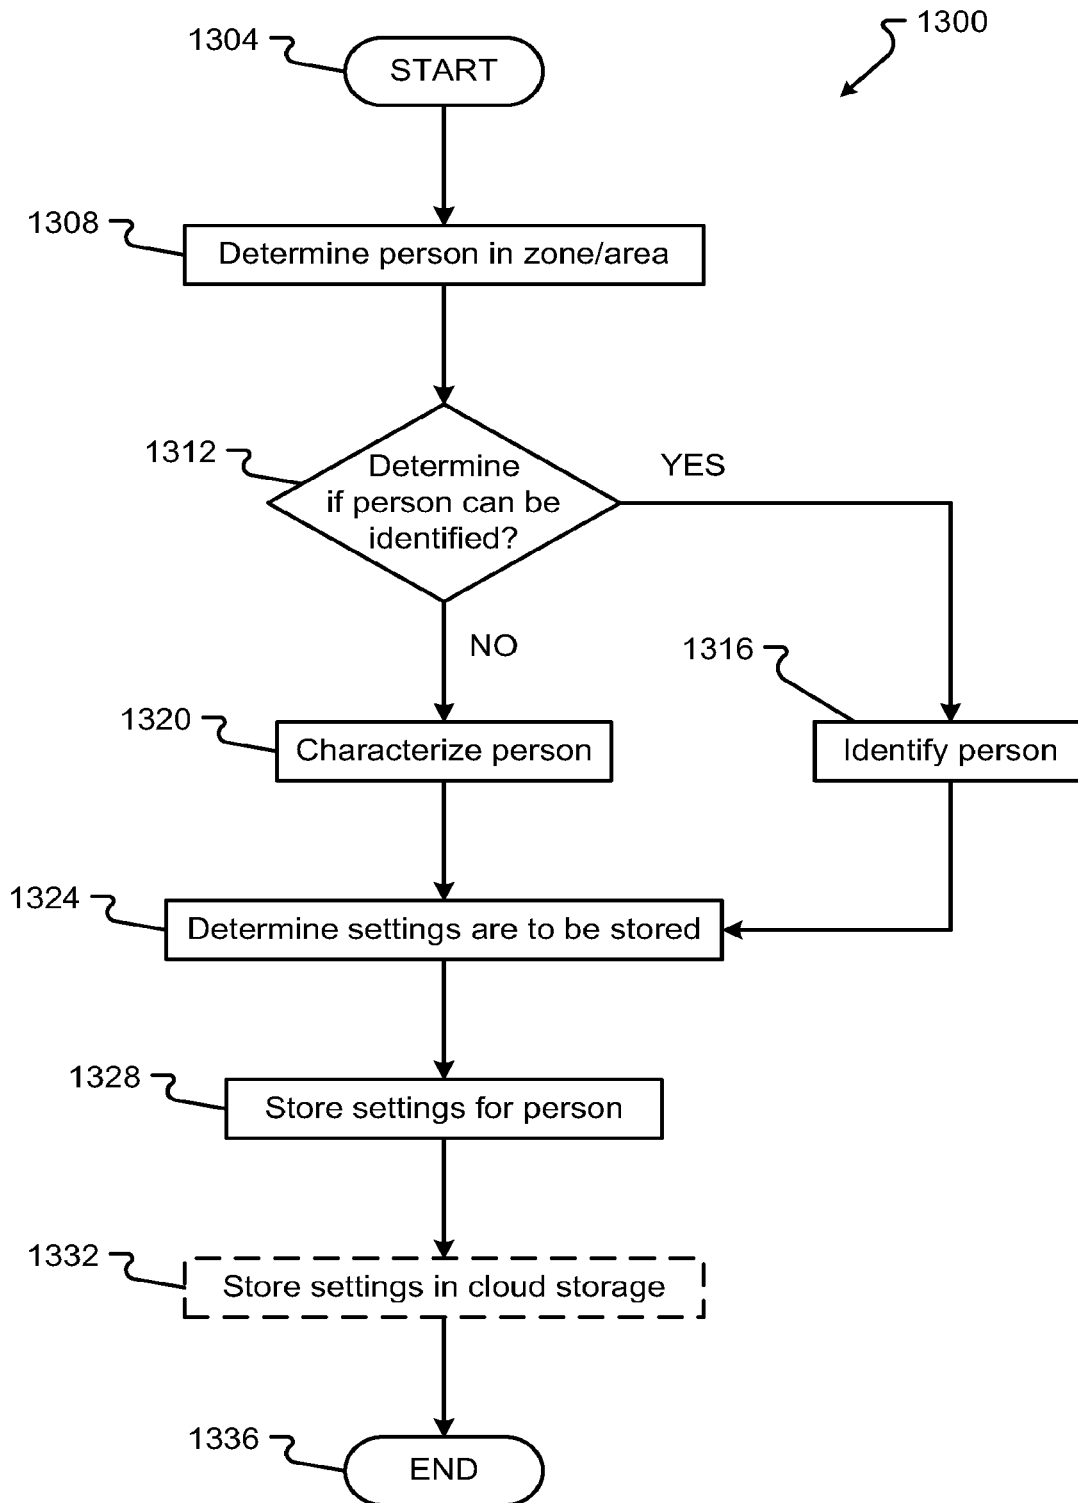 1300
1304
START
1308
Determine person in zone/area
1312
Determine
if person can be
identified?
YES
NO
1316
1320
Characterize person
Identify person
1324
Determine settings are to be stored
1328
Store settings for person
1332
Store settings in cloud storage
1336
END